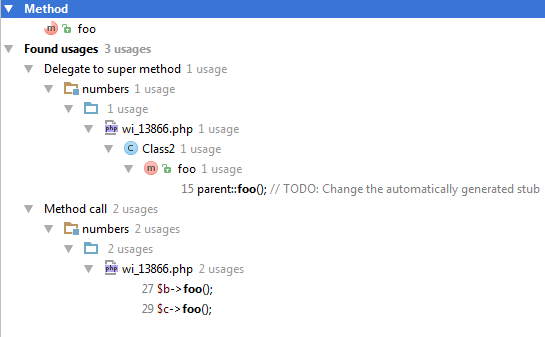 Method
m foo
Found usages 3 usages
Delegate to super method 1 usage
numbers 1 usage
1 usage
php wi_13866.php 1 usage
C Class2 1 usage
m foo 1 usage
15 parent::foo(); // TODO: Change the automatically generated stub
Method call 2 usages
numbers 2 usages
2 usages
php wi_13866.php 2 usages
27 $b->foo();
29 $c->foo();